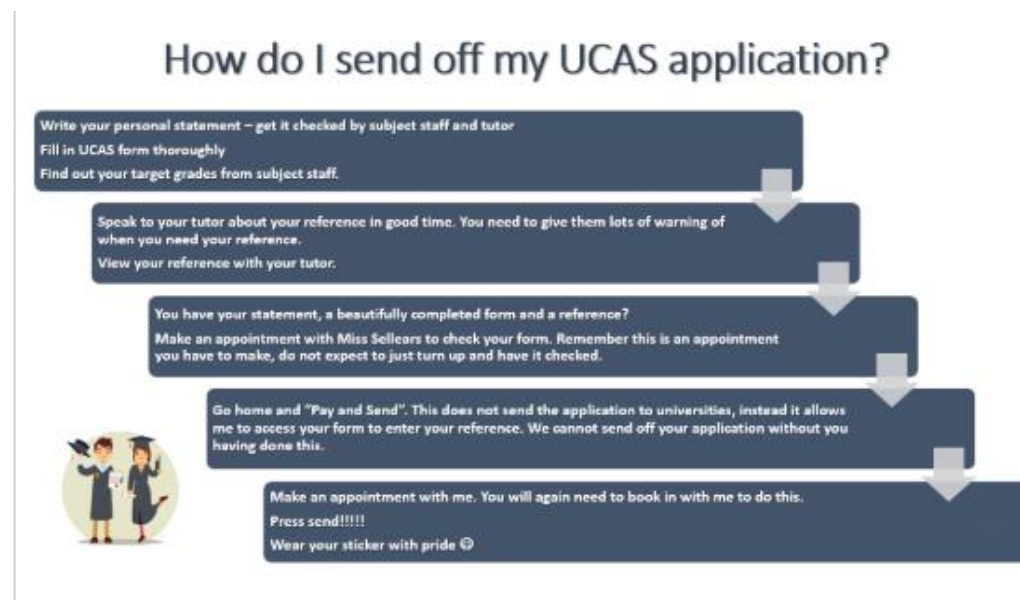 How do I send off my UCAS application?
Write your personal statement – get it checked by subject staff and tutor
Fill in UCAS form thoroughly
Find out your target grades from subject staff.
Speak to your tutor about your reference in good time. You need to give them lots of warning of
when you need your reference.
View your reference with your tutor.
You have your statement, a beautifully completed form and a reference?
Make an appointment with Miss Sellears to check your form. Remember this is an appointment
you have to make, do not expect to just turn up and have it checked.
Go home and “Pay and Send”. This does not send the application to universities, instead it allows
me to access your form to enter your reference. We cannot send off your application without you
having done this.
Make an appointment with me. You will again need to book in with me to do this.
Press send!!!!!
Wear your sticker with pride ☺